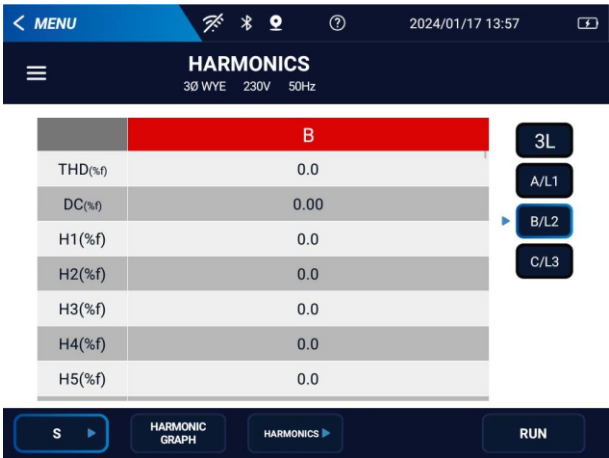 < MENU
2024/01/17 13:57
HARMONICS
3Ø WYE 230V 50Hz
B
THD(%f) 0.0
DC(%f) 0.00
H1(%f) 0.0
H2(%f) 0.0
H3(%f) 0.0
H4(%f) 0.0
H5(%f) 0.0
3L
A/L1
B/L2
C/L3
S
HARMONIC
GRAPH
HARMONICS
RUN